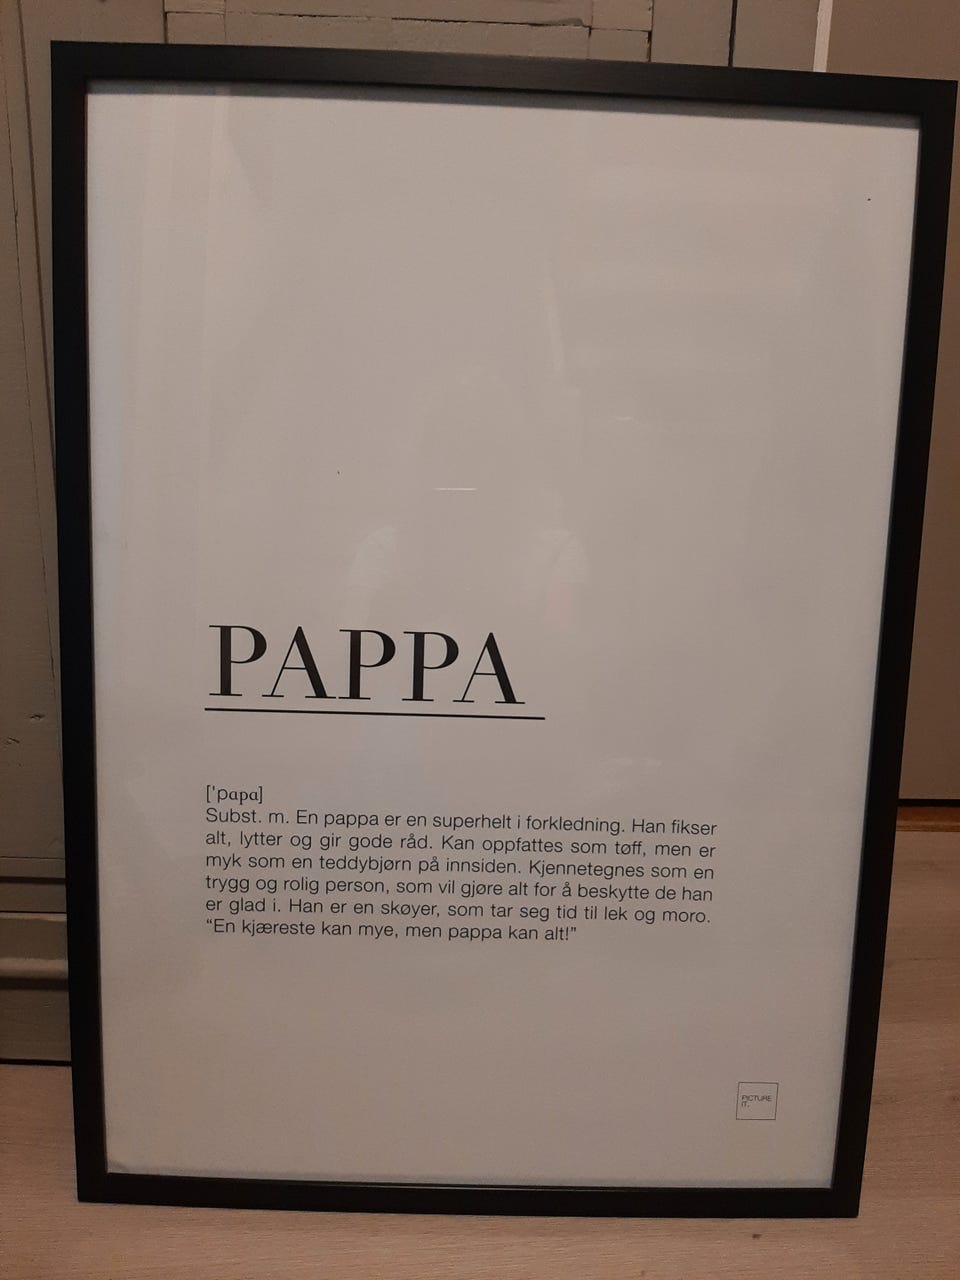 PAPPA
['papa]
Subst. m. En pappa er en superhelt i forkledning. Han fikser
alt, lytter og gir gode råd. Kan oppfattes som tøff, men er
myk som en teddybjørn på innsiden. Kjennetegnes som en
trygg og rolig person, som vil gjøre alt for å beskytte de han
er glad i. Han er en skøyer, som tar seg tid til lek og moro.
“En kjæreste kan mye, men pappa kan alt!”
PICTURE
IT.